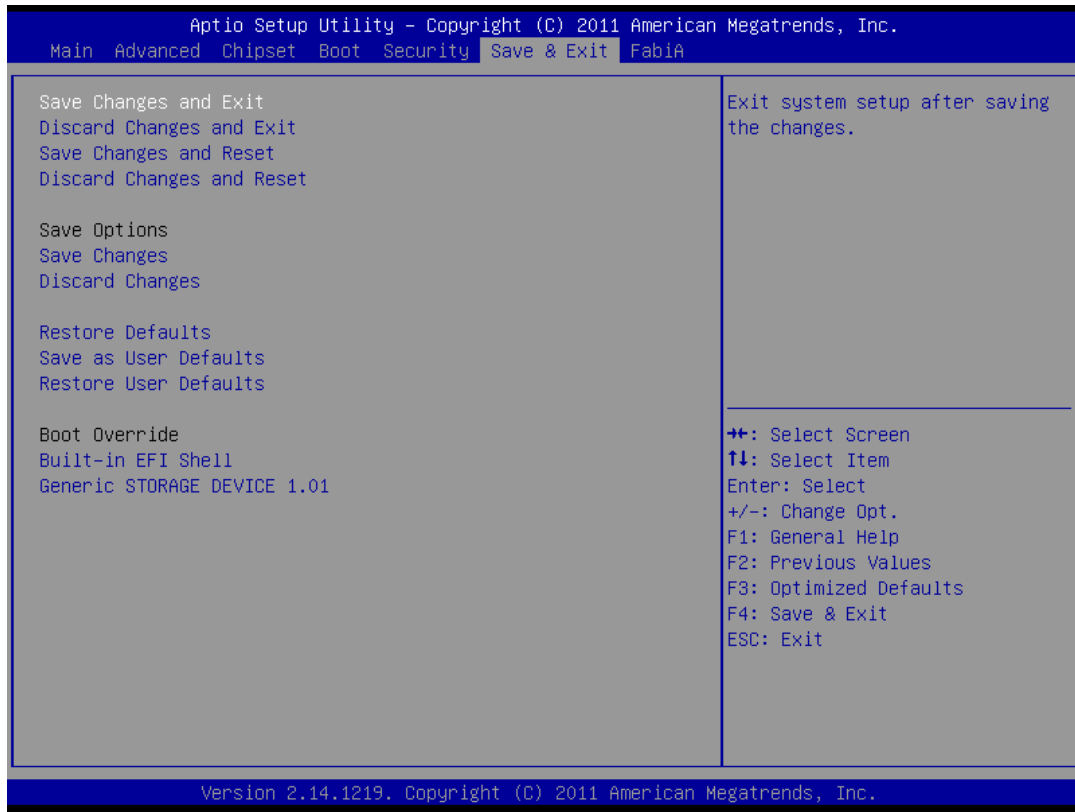 Aptio Setup Utility – Copyright (C) 2011 American Megatrends, Inc.
Main Advanced Chipset Boot Security Save & Exit FabiA
Save Changes and Exit
Discard Changes and Exit
Save Changes and Reset
Discard Changes and Reset
Save Options
Save Changes
Discard Changes
Restore Defaults
Save as User Defaults
Restore User Defaults
Boot Override
Built-in EFI Shell
Generic STORAGE DEVICE 1.01
Exit system setup after saving
the changes.
→←: Select Screen
↑↓: Select Item
Enter: Select
+/-: Change Opt.
F1: General Help
F2: Previous Values
F3: Optimized Defaults
F4: Save & Exit
ESC: Exit
Version 2.14.1219. Copyright (C) 2011 American Megatrends, Inc.